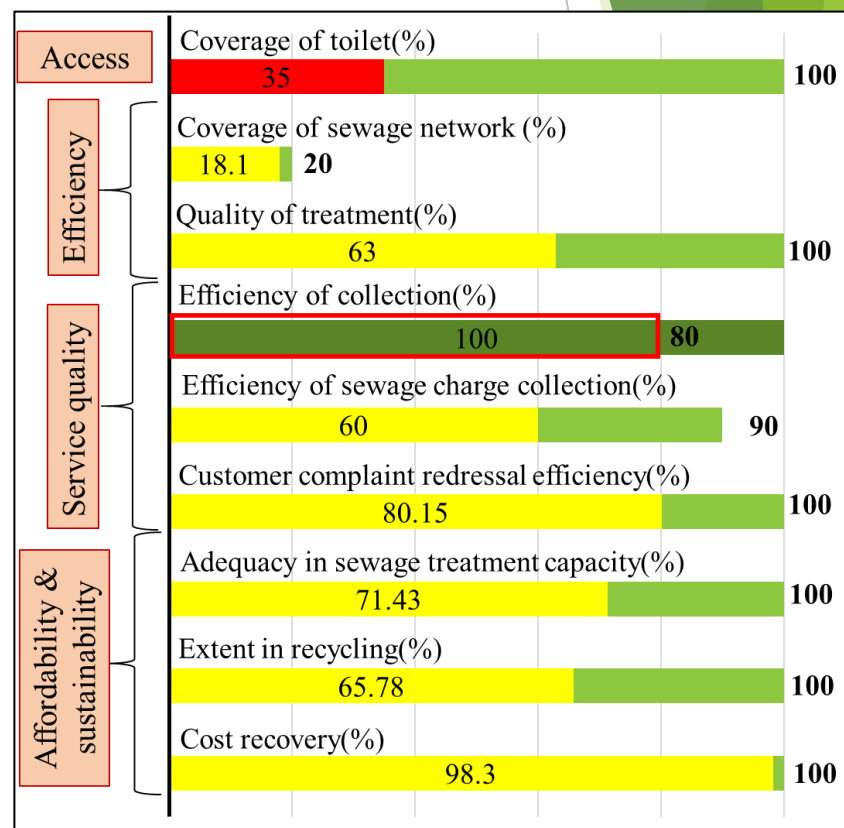 Access
Coverage of toilet(%)
35
100
Efficiency
Coverage of sewage network (%)
18.1
20
Quality of treatment(%)
63
100
Service quality
Efficiency of collection(%)
100
80
Efficiency of sewage charge collection(%)
60
90
Customer complaint redressal efficiency(%)
80.15
100
Affordability &
sustainability
Adequacy in sewage treatment capacity(%)
71.43
100
Extent in recycling(%)
65.78
100
Cost recovery(%)
98.3
100